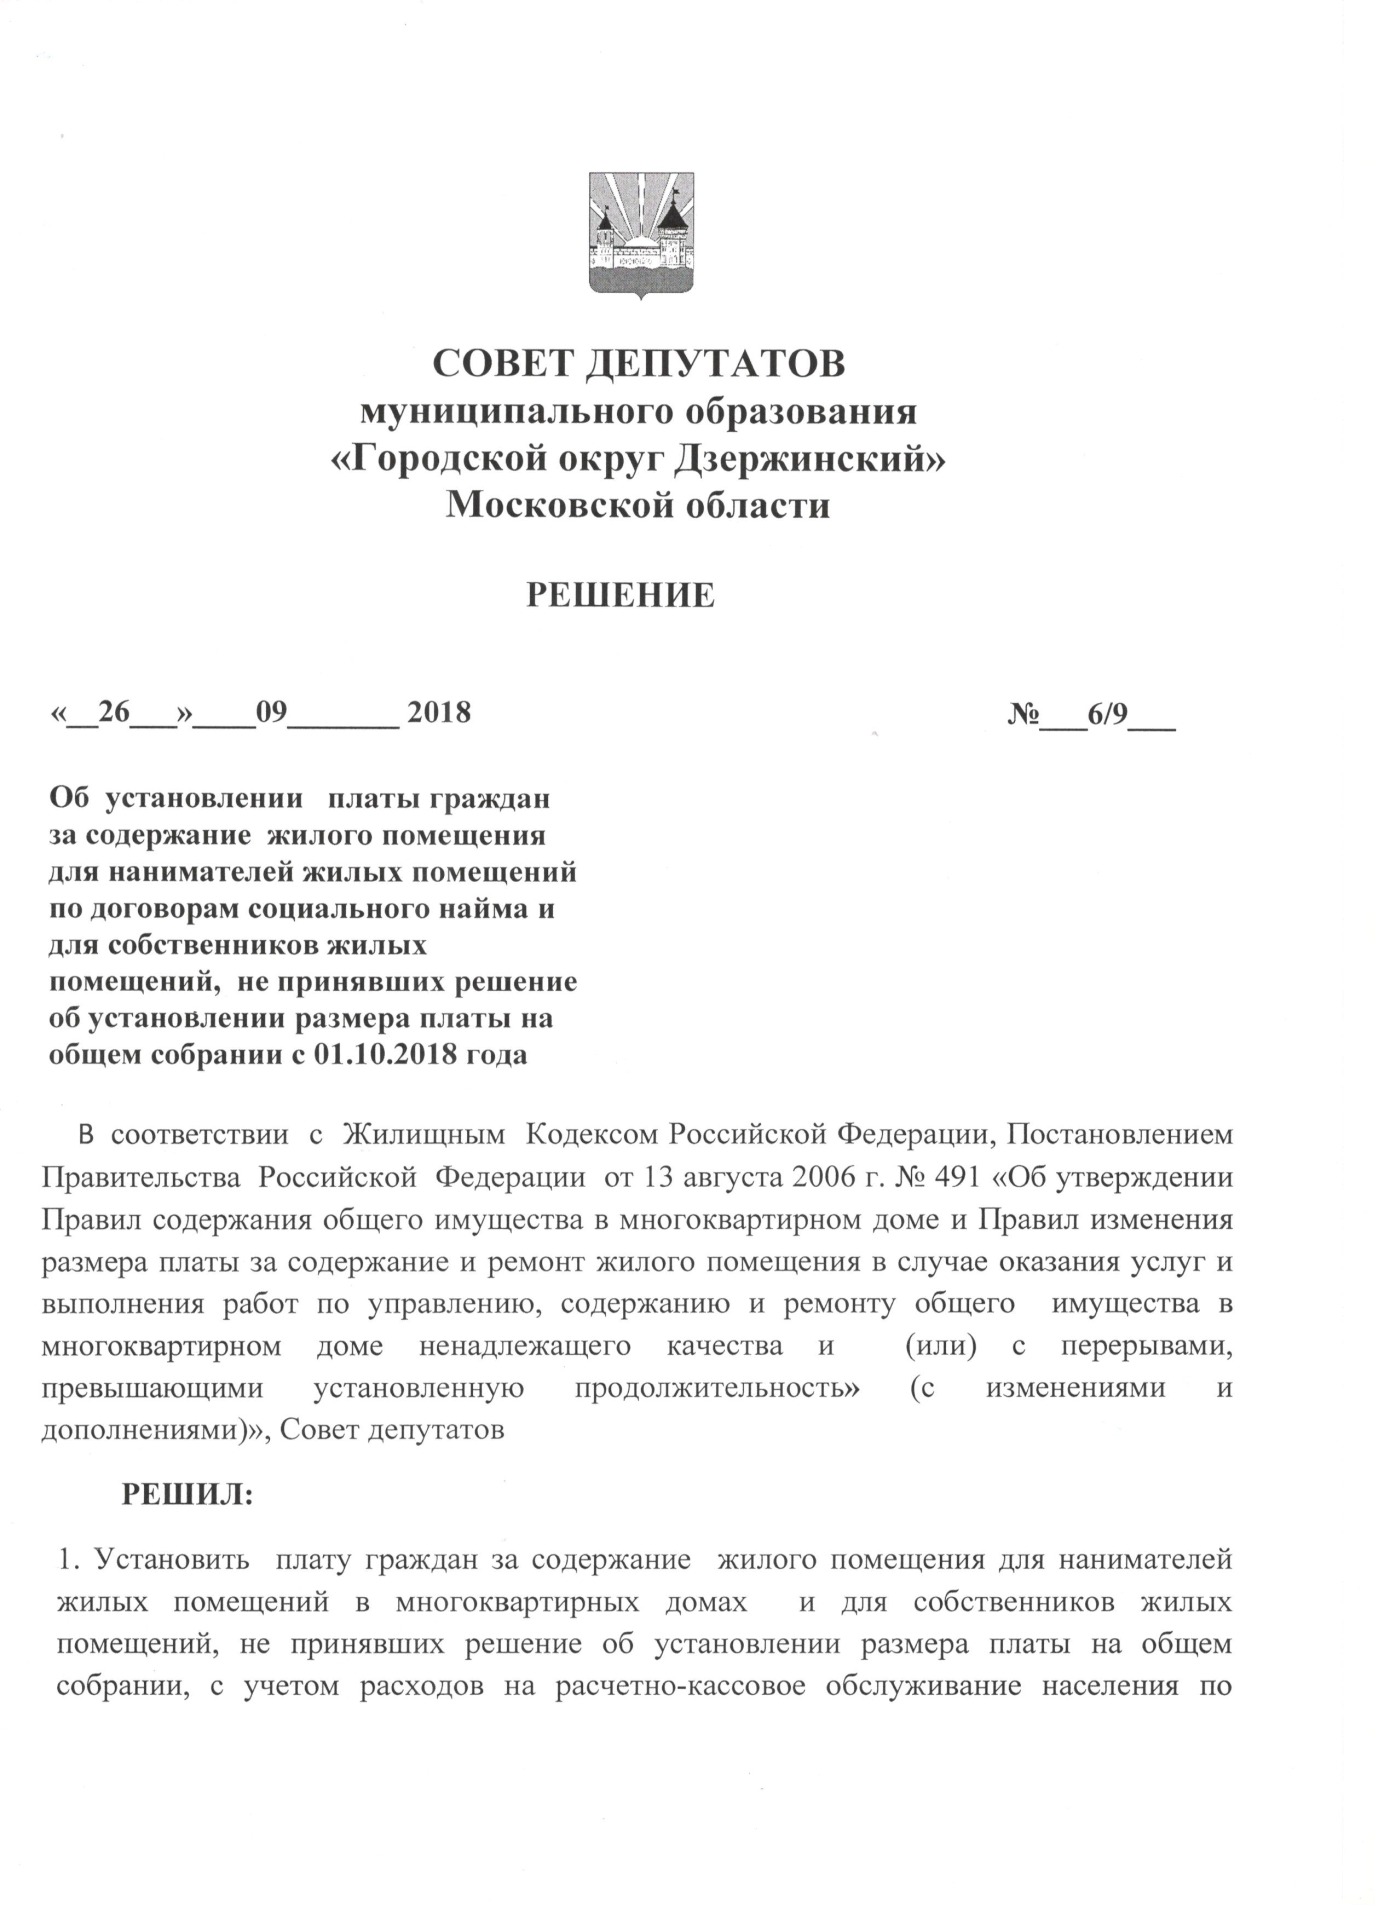 СОВЕТ ДЕПУТАТОВ
муниципального образования
«Городской округ Дзержинский»
Московской области
РЕШЕНИЕ
«__26___»____09_______ 2018 №___6/9___
Об установлении платы граждан
за содержание жилого помещения
для нанимателей жилых помещений
по договорам социального найма и
для собственников жилых
помещений, не принявших решение
об установлении размера платы на
общем собрании с 01.10.2018 года
В соответствии с Жилищным Кодексом Российской Федерации, Постановлением
Правительства Российской Федерации от 13 августа 2006 г. № 491 «Об утверждении
Правил содержания общего имущества в многоквартирном доме и Правил изменения
размера платы за содержание и ремонт жилого помещения в случае оказания услуг и
выполнения работ по управлению, содержанию и ремонту общего имущества в
многоквартирном доме ненадлежащего качества и (или) с перерывами,
превышающими установленную продолжительность» (с изменениями и
дополнениями)», Совет депутатов
РЕШИЛ:
1. Установить плату граждан за содержание жилого помещения для нанимателей
жилых помещений в многоквартирных домах и для собственников жилых
помещений, не принявших решение об установлении размера платы на общем
собрании, с учетом расходов на расчетно-кассовое обслуживание населения по